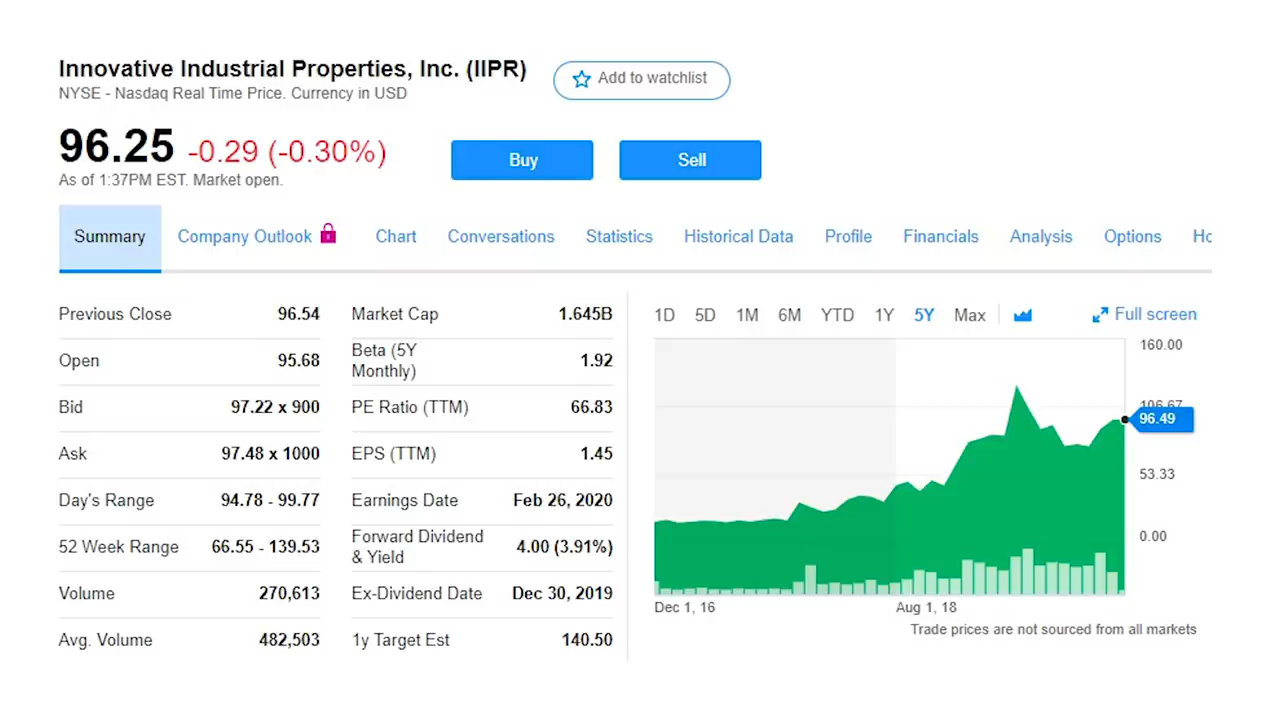 Innovative Industrial Properties, Inc. (IIPR)
Add to watchlist
NYSE - Nasdaq Real Time Price. Currency in USD
96.25 -0.29 (-0.30%)
Buy
Sell
As of 1:37PM EST. Market open.
Summary Company Outlook Chart Conversations Statistics Historical Data Profile Financials Analysis Options Ho
Previous Close 96.54
Open 95.68
Bid 97.22 x 900
Ask 97.48 x 1000
Day's Range 94.78 - 99.77
52 Week Range 66.55 - 139.53
Volume 270,613
Avg. Volume 482,503
Market Cap 1.645B
Beta (5Y
Monthly) 1.92
PE Ratio (TTM) 66.83
EPS (TTM) 1.45
Earnings Date Feb 26, 2020
Forward Dividend
& Yield 4.00 (3.91%)
Ex-Dividend Date Dec 30, 2019
1y Target Est 140.50
1D 5D 1M 6M YTD 1Y 5Y Max Full screen
160.00
106.67
96.49
53.33
0.00
Dec 1, 16 Aug 1, 18
Trade prices are not sourced from all markets